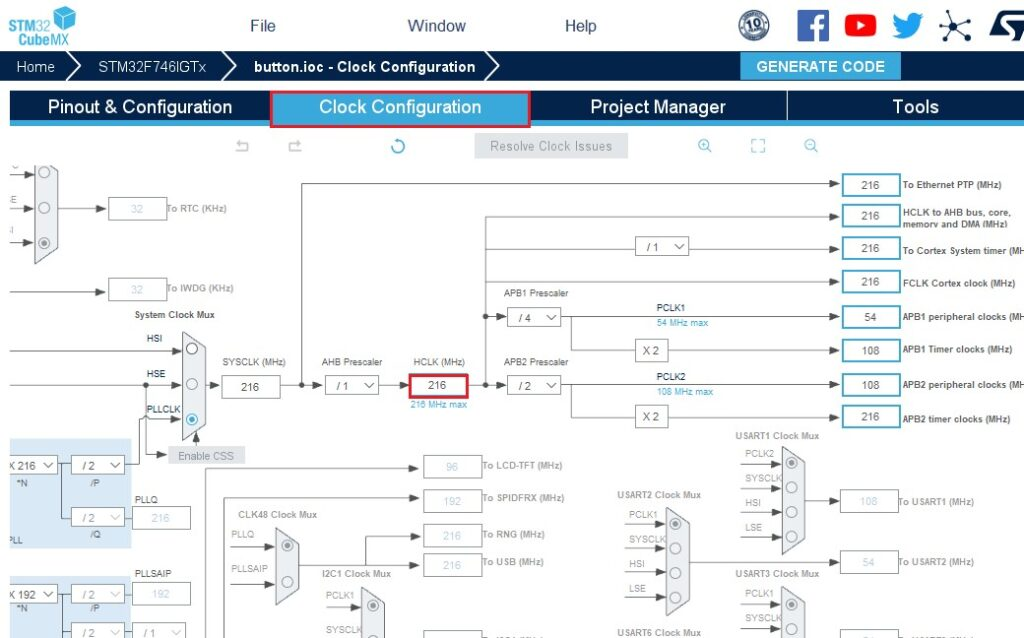 STM32
CubeMX
File
Window
Help
10
Home
STM32F746IGTx
button.ioc - Clock Configuration
GENERATE CODE
Pinout & Configuration
Clock Configuration
Project Manager
Tools
Resolve Clock Issues
32
To RTC (KHz)
32
To IWDG (KHz)
216
To Ethernet PTP (MHz)
216
HCLK to AHB bus, core,
memory and DMA (MHz)
/ 1
216
To Cortex System timer (MH
216
FCLK Cortex clock (MHz)
APB1 Prescaler
/ 4
PCLK1
54 MHz max
54
APB1 peripheral clocks (MH
X 2
108
APB1 Timer clocks (MHz)
System Clock Mux
HSI
HSE
PLLCLK
Enable CSS
SYSCLK (MHz)
216
AHB Prescaler
/ 1
HCLK (MHz)
216
216 MHz max
APB2 Prescaler
/ 2
PCLK2
108 MHz max
108
APB2 peripheral clocks (MH
X 2
216
APB2 timer clocks (MHz)
X 216
*N
/ 2
/P
PLLQ
/ 2
216
/Q
PLL
96
To LCD-TFT (MHz)
192
To SPIDFRX (MHz)
CLK48 Clock Mux
PLLQ
PLLSAIP
216
To RNG (MHz)
216
To USB (MHz)
USART1 Clock Mux
PCLK2
SYSCLK
HSI
LSE
108
To USART1 (MHz)
USART2 Clock Mux
PCLK1
SYSCLK
HSI
LSE
54
To USART2 (MHz)
PLLSAIP
X 192
*N
/ 2
192
/P
/ 2
/ 1
I2C1 Clock Mux
PCLK1
SYSCLK
USART3 Clock Mux
PCLK1
SYSCLK
USART6 Clock Mux